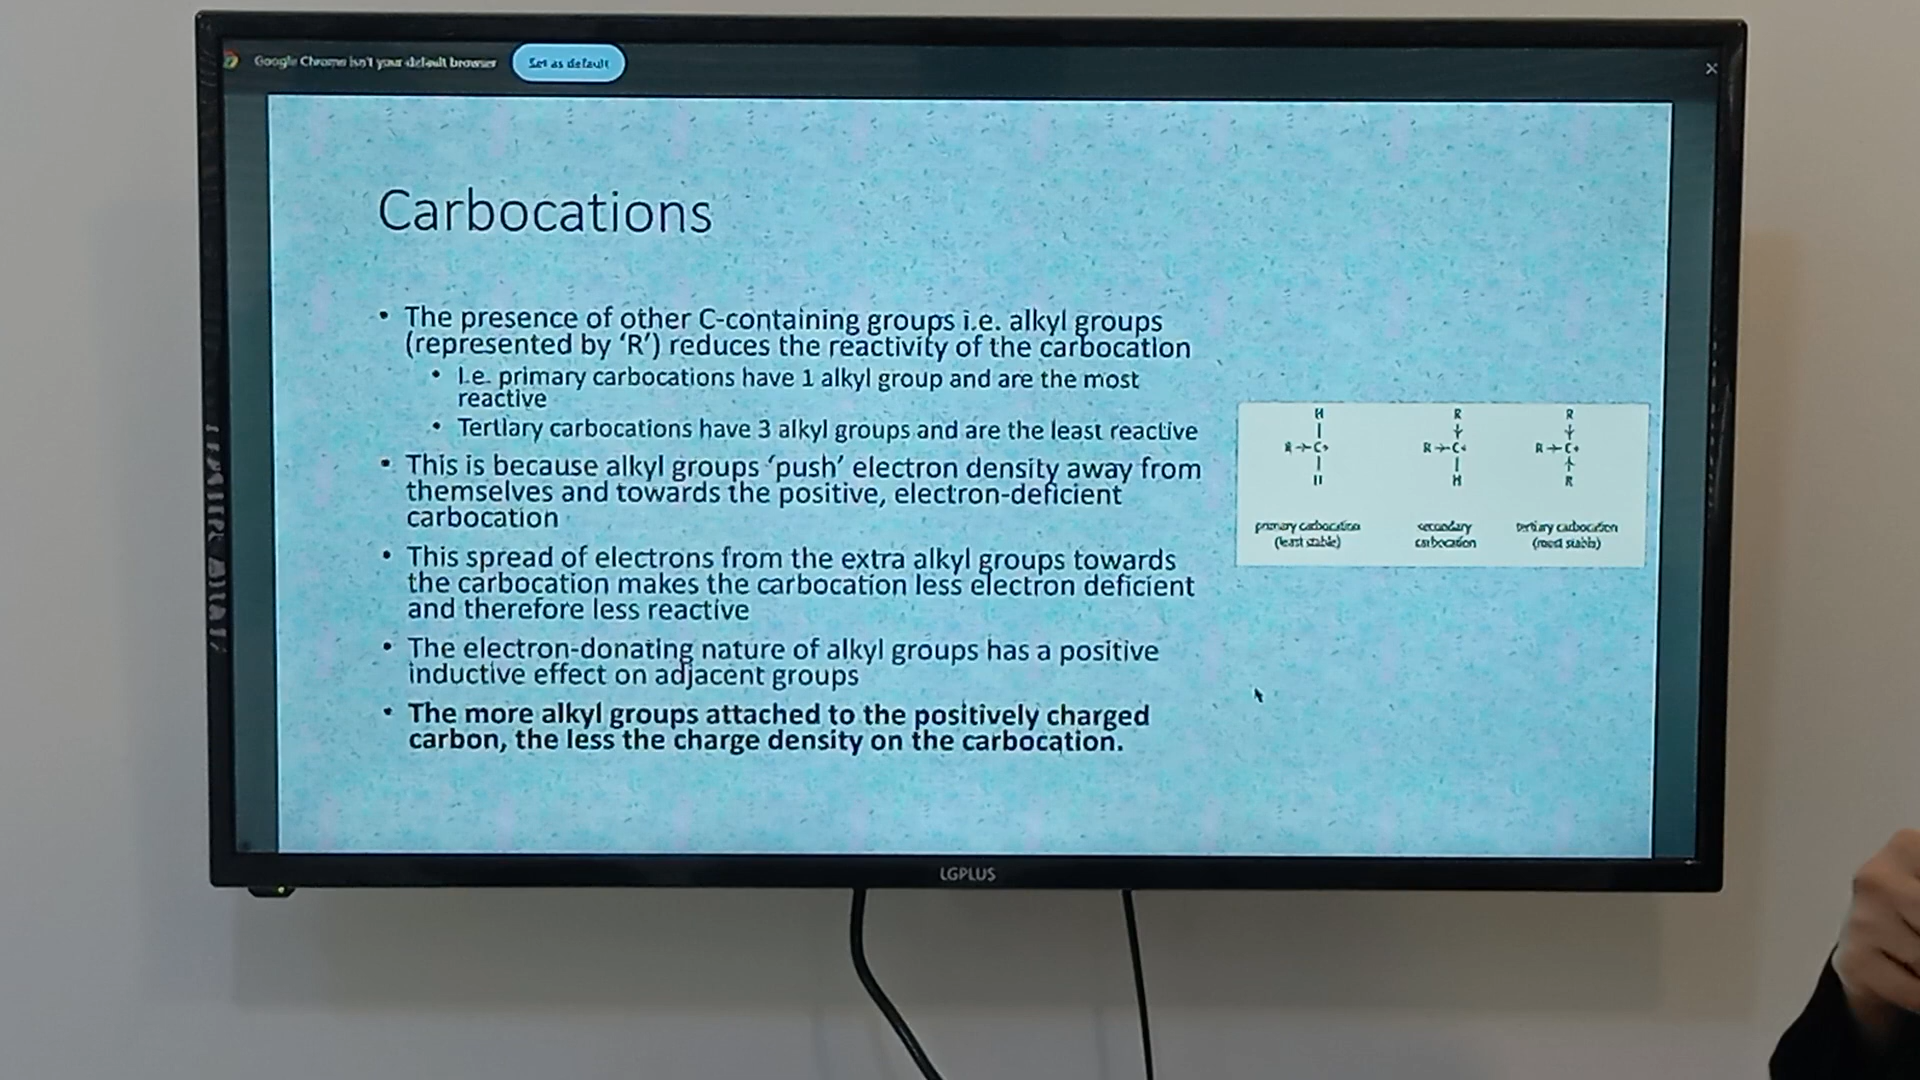 Google Chrome isn't your default browser
Set as default
Carbocations
• The presence of other C-containing groups i.e. alkyl groups
(represented by ‘R’) reduces the reactivity of the carbocation
• I.e. primary carbocations have 1 alkyl group and are the most
reactive
• Tertiary carbocations have 3 alkyl groups and are the least reactive
• This is because alkyl groups ‘push’ electron density away from
themselves and towards the positive, electron-deficient
carbocation
• This spread of electrons from the extra alkyl groups towards
the carbocation makes the carbocation less electron deficient
and therefore less reactive
• The electron-donating nature of alkyl groups has a positive
inductive effect on adjacent groups
• The more alkyl groups attached to the positively charged
carbon, the less the charge density on the carbocation.
H R R
R C+ R C+ R C+
H H R
primary carbocation
(least stable)
secondary
carbocation
tertiary carbocation
(most stable)
LGPLUS